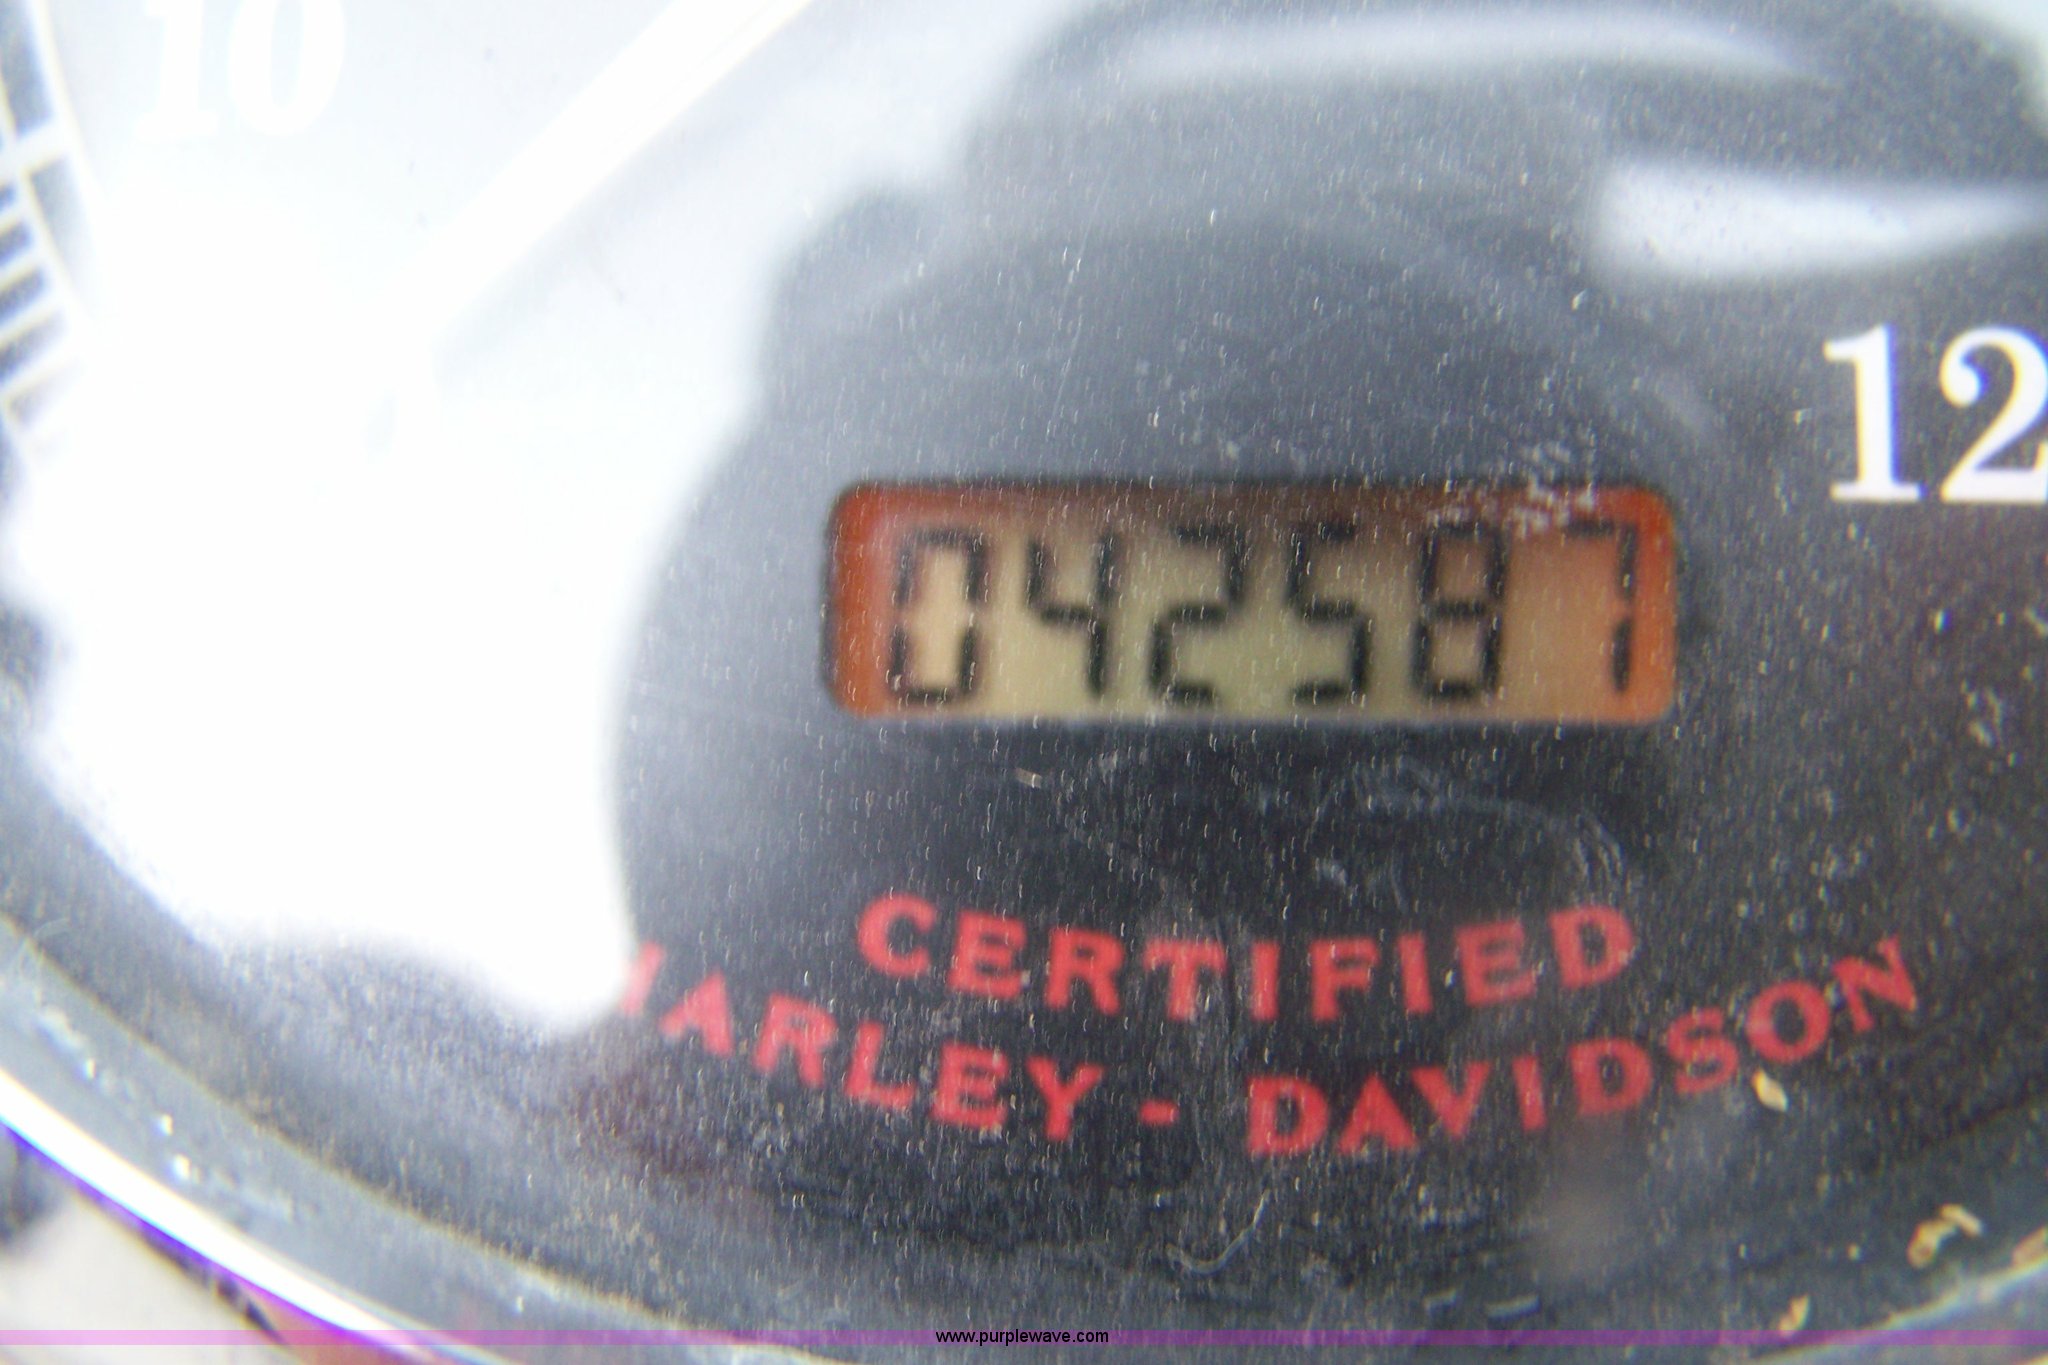 10
12
042587
CERTIFIED
HARLEY - DAVIDSON
www.purplewave.com